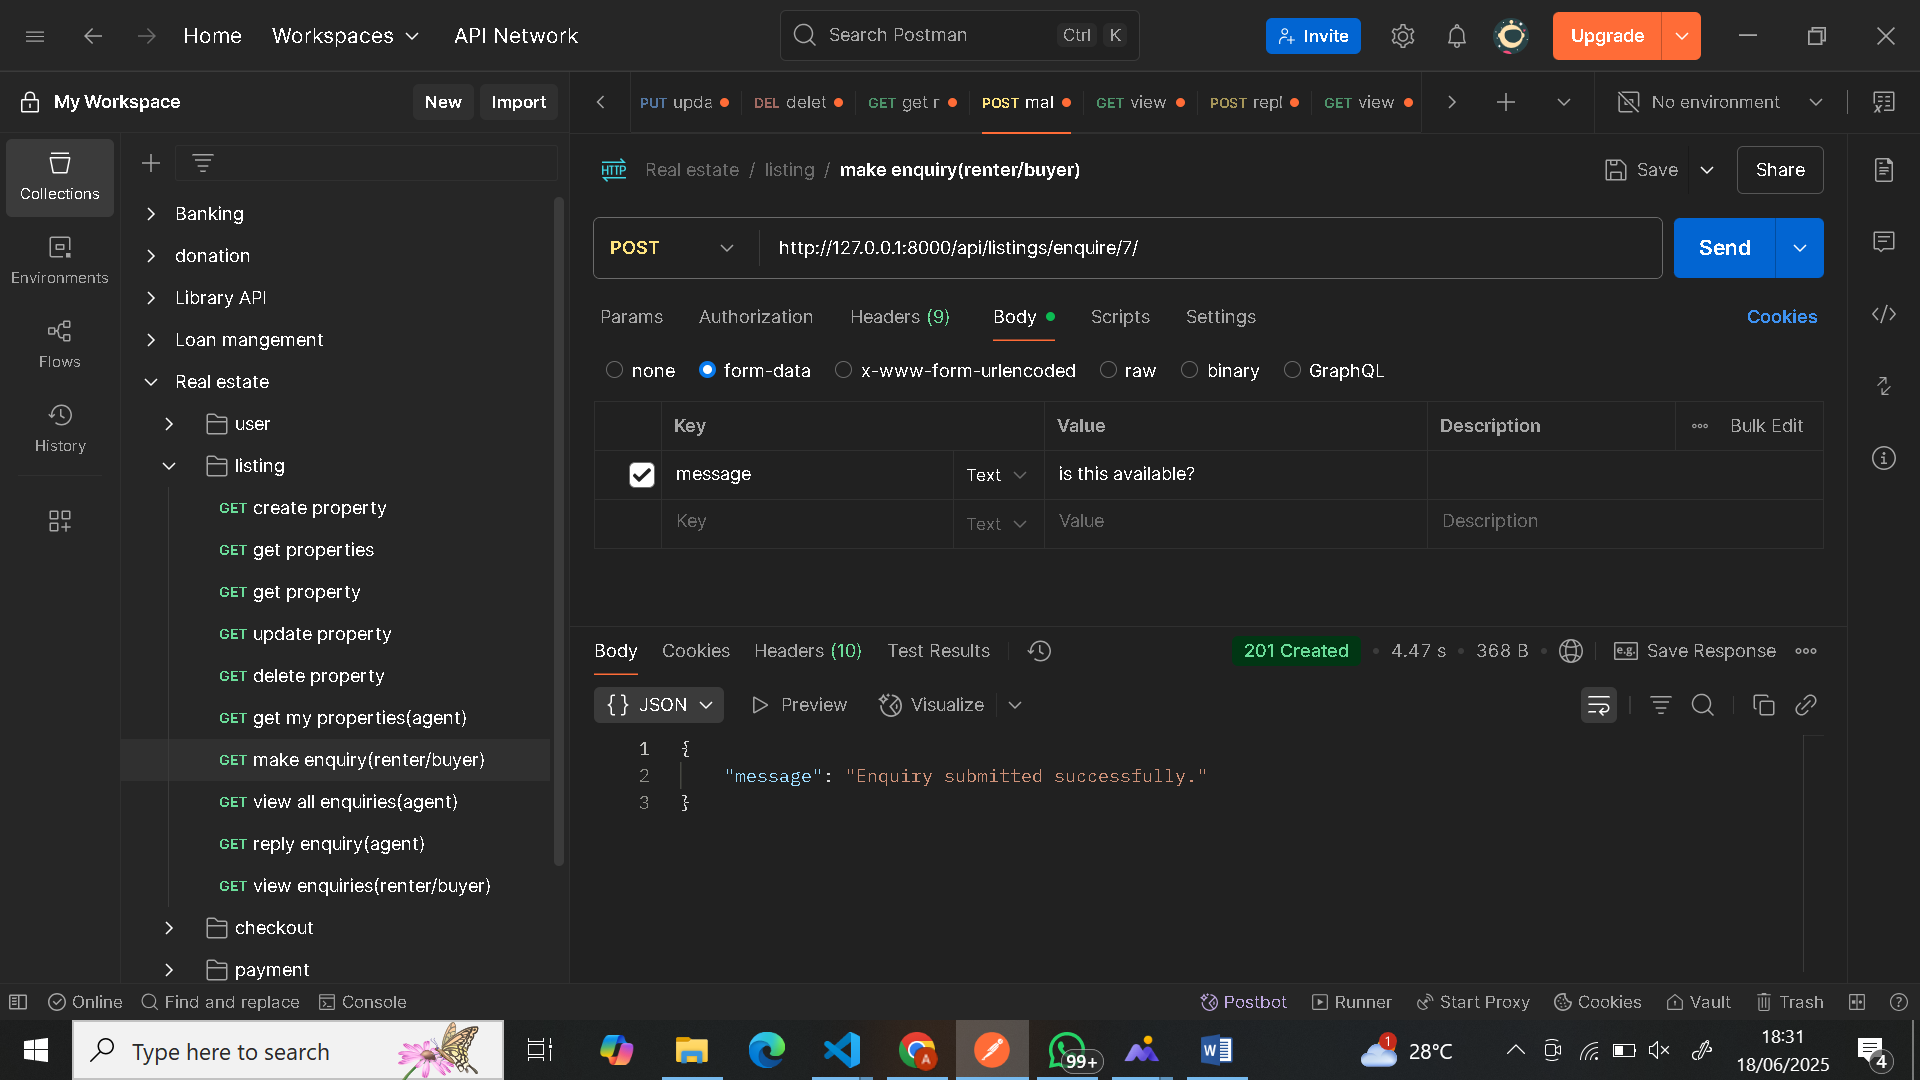 Home
Workspaces
API Network
Search Postman
Ctrl K
Invite
Upgrade
My Workspace
New
Import
PUT upda
DEL delet
GET get r
POST mal
GET view
POST repl
GET view
No environment
Collections
Environments
Flows
History
Banking
donation
Library API
Loan mangement
Real estate
user
listing
GET create property
GET get properties
GET get property
GET update property
GET delete property
GET get my properties(agent)
GET make enquiry(renter/buyer)
GET view all enquiries(agent)
GET reply enquiry(agent)
GET view enquiries(renter/buyer)
checkout
payment
HTTP Real estate / listing / make enquiry(renter/buyer)
Save
Share
POST
http://127.0.0.1:8000/api/listings/enquire/7/
Send
Params
Authorization
Headers (9)
Body
Scripts
Settings
Cookies
none
form-data
x-www-form-urlencoded
raw
binary
GraphQL
Key
Value
Description
Bulk Edit
message
Text
is this available?
Key
Text
Value
Description
Body
Cookies
Headers (10)
Test Results
201 Created
4.47 s
368 B
e.g. Save Response
{} JSON
Preview
Visualize
1 {
2 "message": "Enquiry submitted successfully."
3 }
Online
Find and replace
Console
Postbot
Runner
Start Proxy
Cookies
Vault
Trash
Type here to search
A
99+
W
1
28°C
18:31
18/06/2025
4